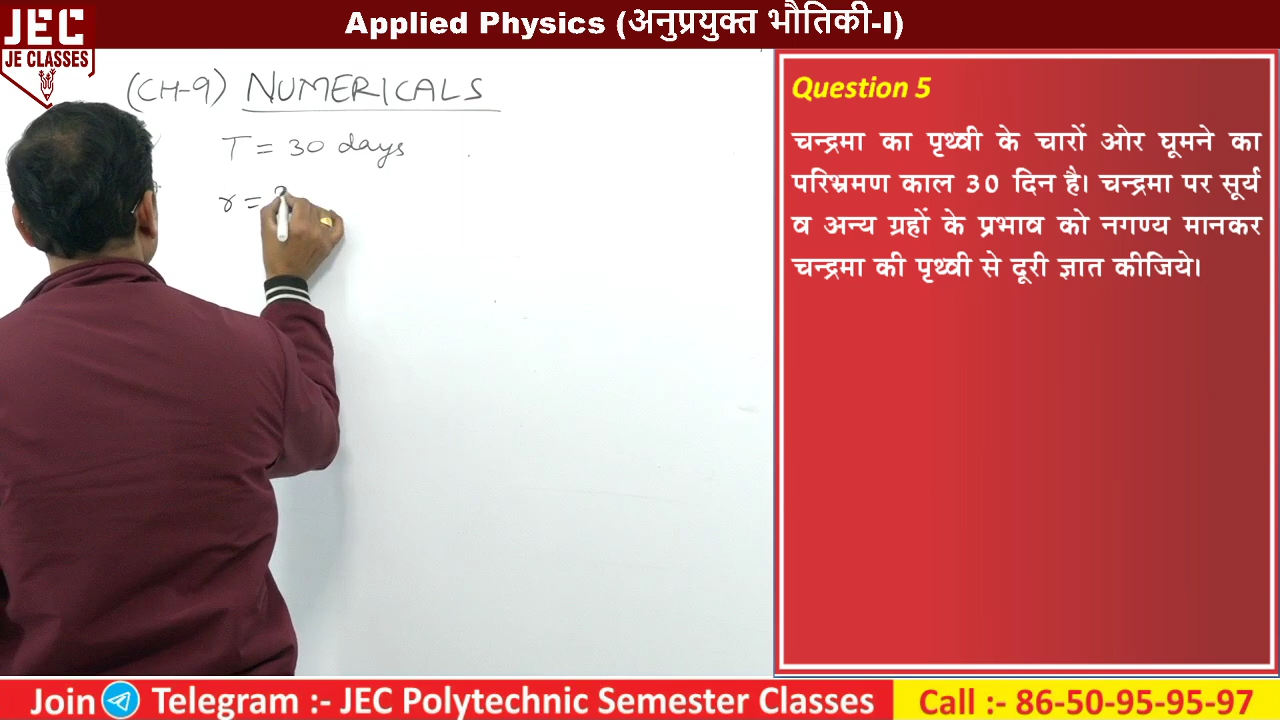 JEC
JE CLASSES
Applied Physics (अनुप्रयुक्त भौतिकी-I)
(CH-9) NUMERICALS
T = 30 days
r = ?
Question 5
चन्द्रमा का पृथ्वी के चारों ओर घूमने का
परिभ्रमण काल 30 दिन है। चन्द्रमा पर सूर्य
व अन्य ग्रहों के प्रभाव को नगण्य मानकर
चन्द्रमा की पृथ्वी से दूरी ज्ञात कीजिये।
Join Telegram :- JEC Polytechnic Semester Classes
Call :- 86-50-95-95-97